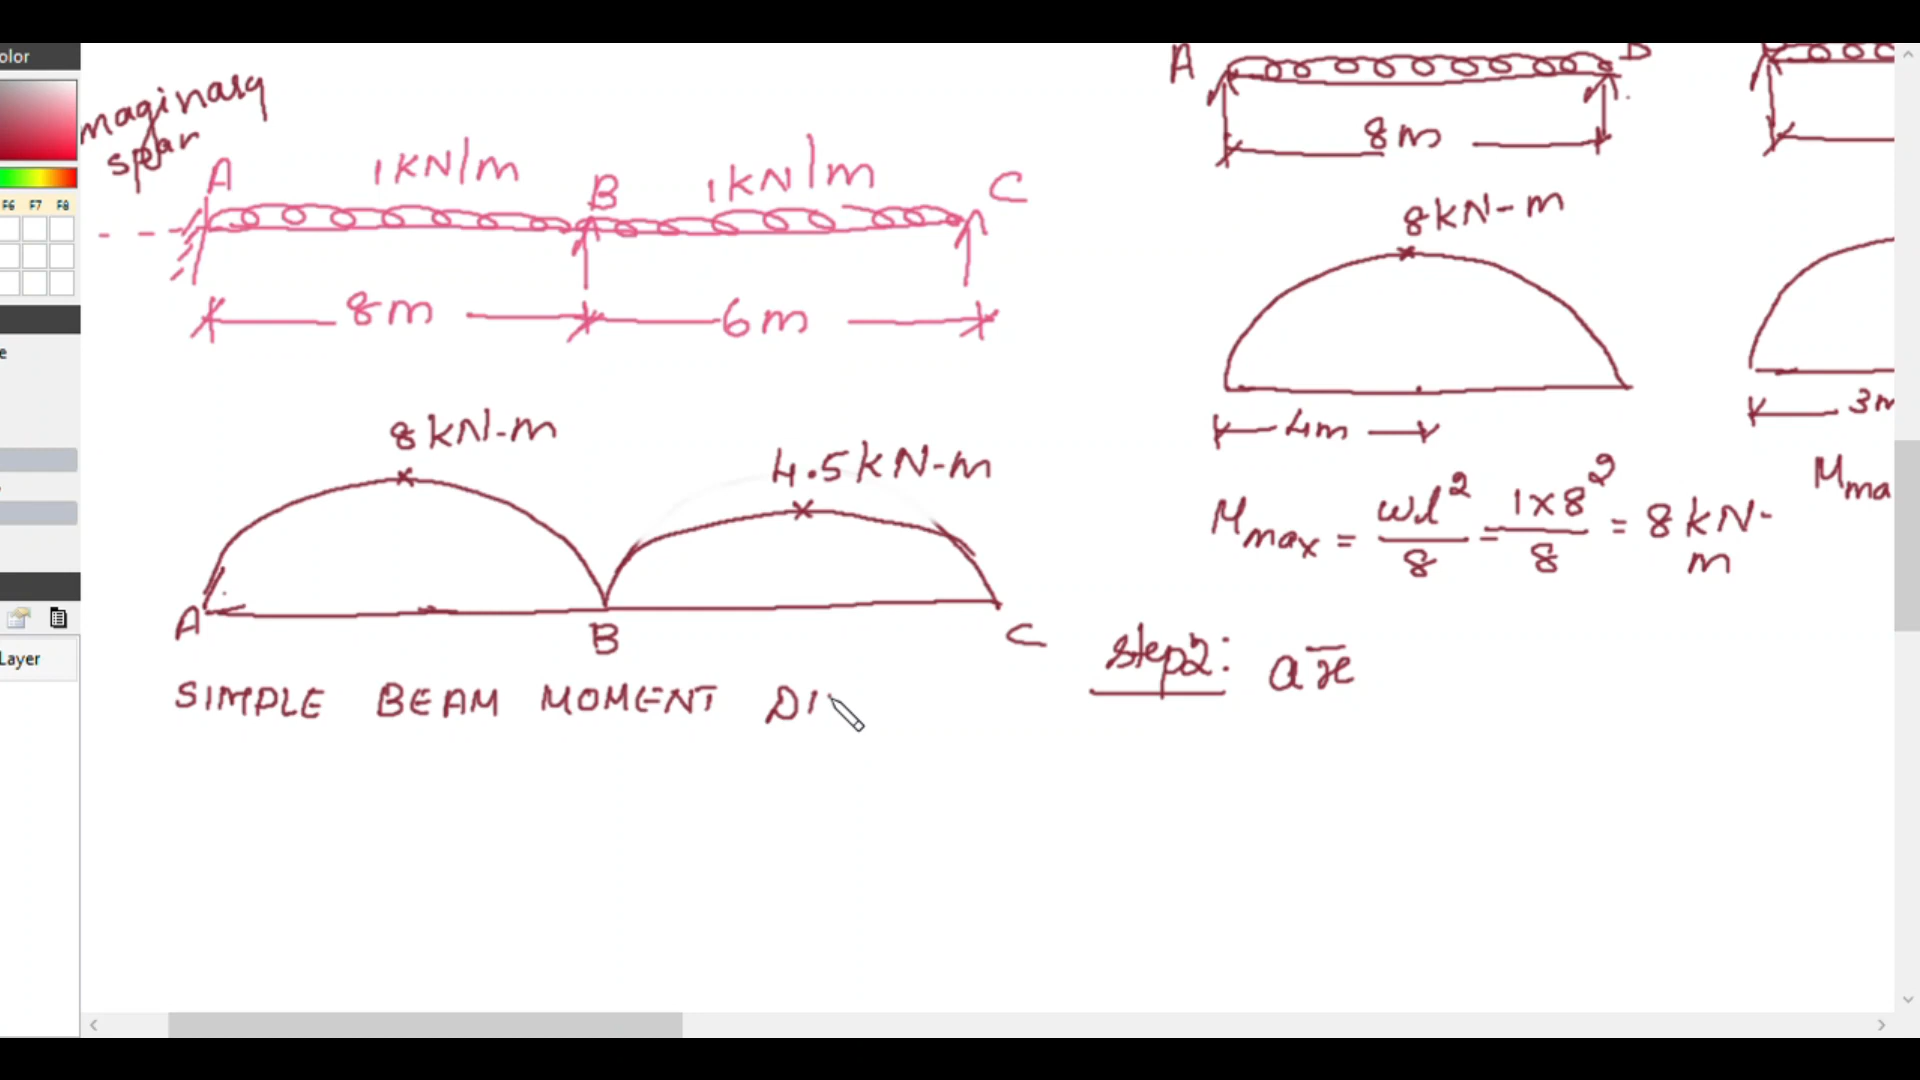 olor
F6 F7 F8
e
Layer
maginary
span
A 1KN/m B 1KN/m C
8m 6m
8KN-m
4.5KN-m
A B C
SIMPLE BEAM MOMENT DI
A B
8m
8KN-m
4m
3m
Mmax = wl² / 8 = 1x8² / 8 = 8KN-
m
Mma
Step2: ax̄